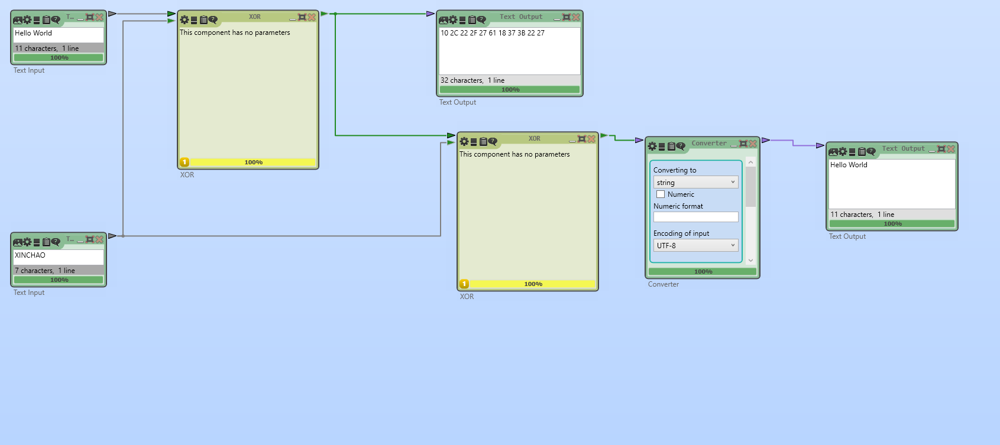 T...
Hello World
11 characters, 1 line
100%
Text Input
XOR
This component has no parameters
1
100%
XOR
Text Output
10 2C 22 2F 27 61 18 37 3B 22 27
32 characters, 1 line
100%
Text Output
XOR
This component has no parameters
1
100%
XOR
Converter
Converting to
string
Numeric
Numeric format
Encoding of input
UTF-8
100%
Converter
Text Output
Hello World
11 characters, 1 line
100%
Text Output
T...
XINCHAO
7 characters, 1 line
100%
Text Input